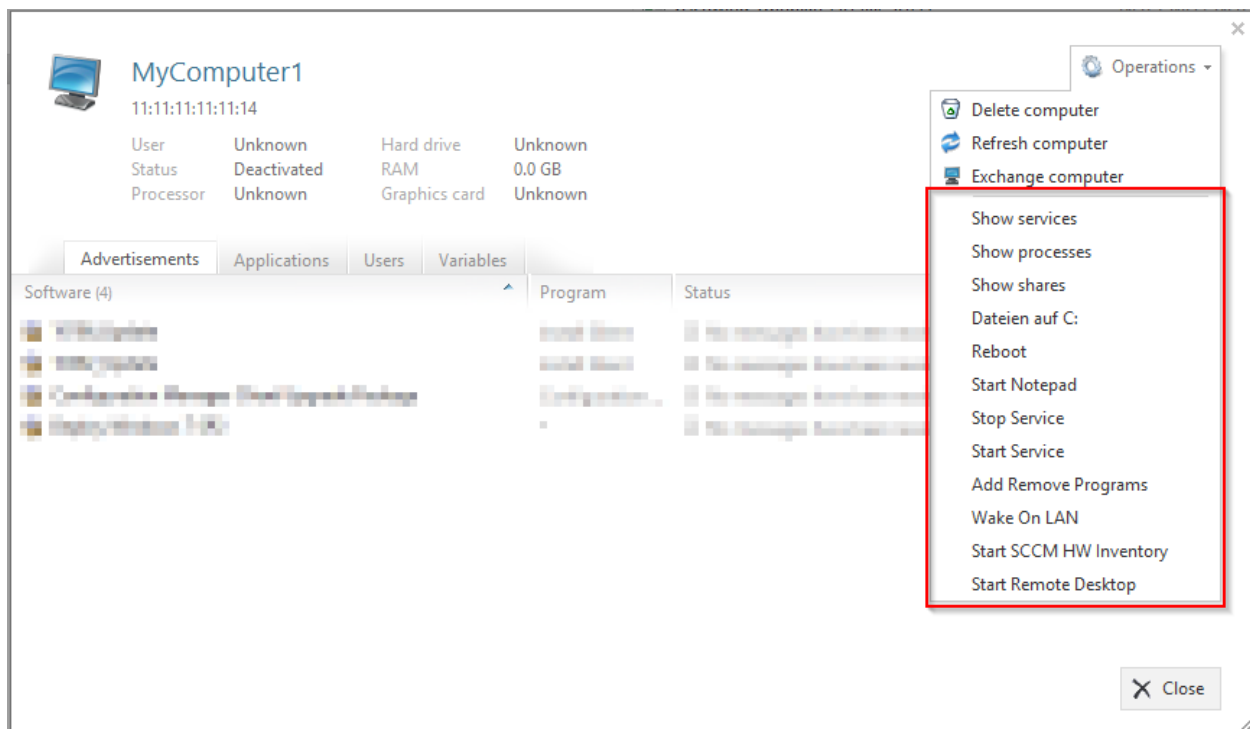 MyComputer1
11:11:11:11:11:14
User Unknown Hard drive Unknown
Status Deactivated RAM 0.0 GB
Processor Unknown Graphics card Unknown
Operations
Delete computer
Refresh computer
Exchange computer
Show services
Show processes
Show shares
Dateien auf C:
Reboot
Start Notepad
Stop Service
Start Service
Add Remove Programs
Wake On LAN
Start SCCM HW Inventory
Start Remote Desktop
Advertisements Applications Users Variables
Software (4) Program Status
Close